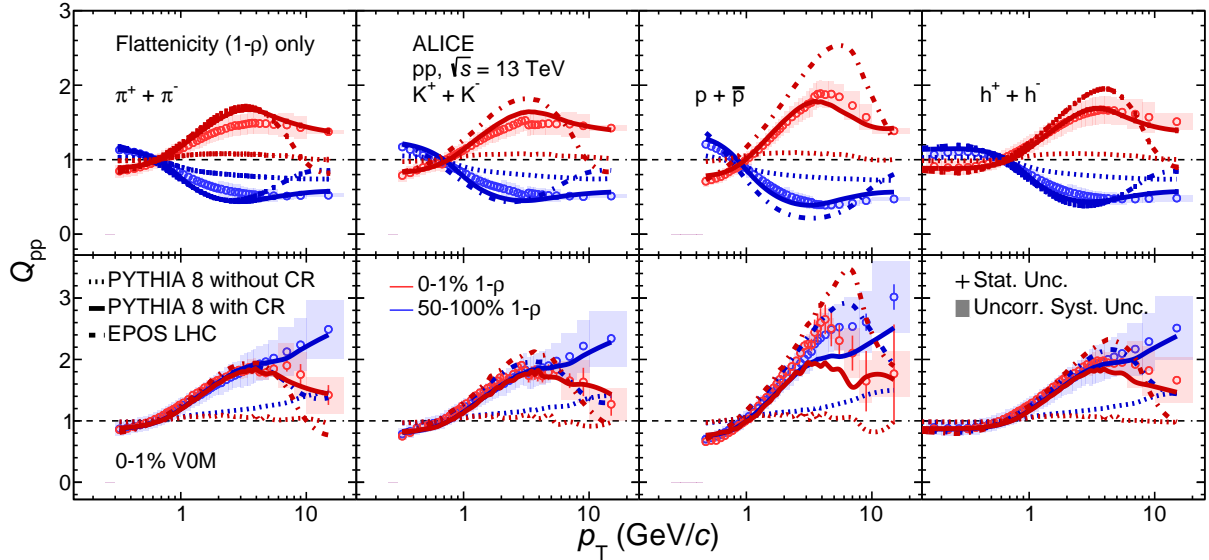 Flattenicity (1-ρ) only
π⁺ + π⁻
ALICE
pp, √s = 13 TeV
K⁺ + K⁻
p + p̅
h⁺ + h⁻
3
2
1
0
Q_pp
PYTHIA 8 without CR
PYTHIA 8 with CR
EPOS LHC
0-1% V0M
0-1% 1-ρ
50-100% 1-ρ
Stat. Unc.
Uncorr. Syst. Unc.
3
2
1
0
1 10 1 10 1 10 1 10
p_T (GeV/c)